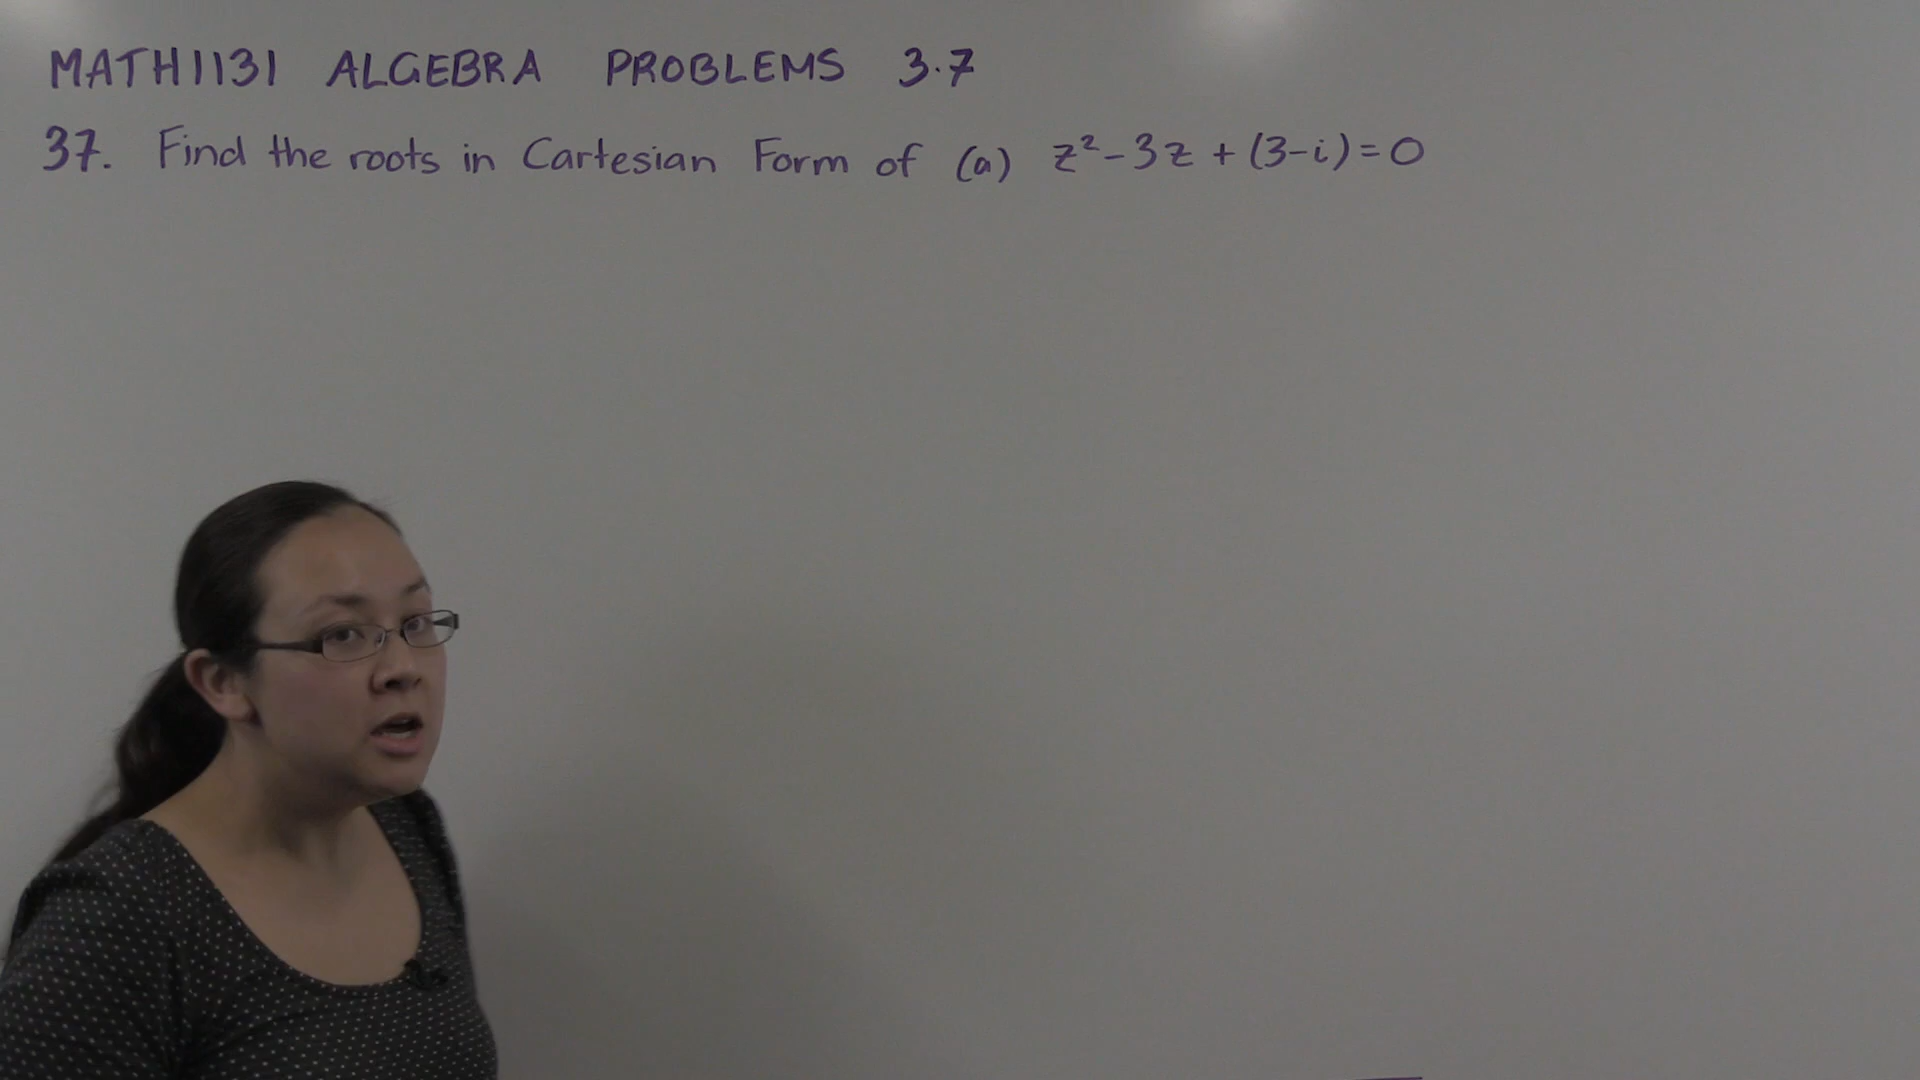 MATH1131 ALGEBRA PROBLEMS 3.7
37. Find the roots in Cartesian Form of (a) z²-3z+(3-i)=0